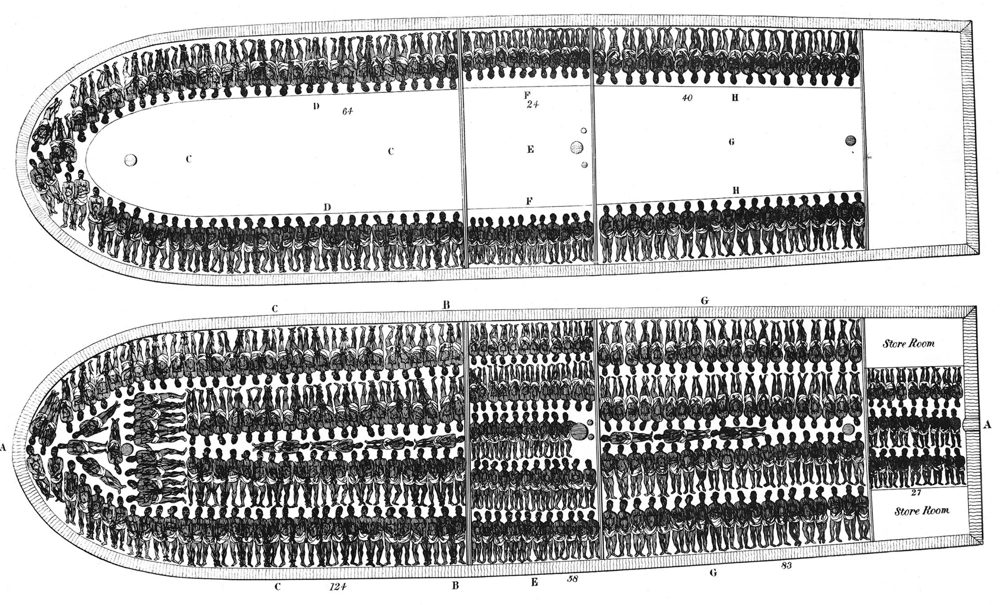 F
D 64
24
40 H
C C
E
G
D
F
H
C B G
Store Room
A
A
27
Store Room
C 124 B E 58 G 83